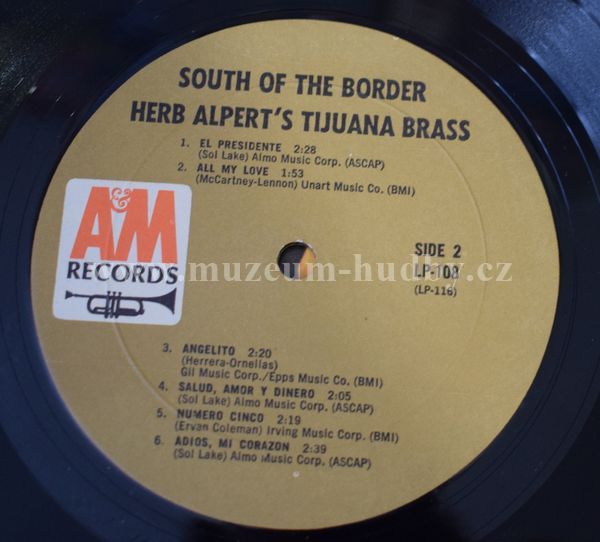 SOUTH OF THE BORDER
HERB ALPERT'S TIJUANA BRASS
1. EL PRESIDENTE 2:28
(Sol Lake) Almo Music Corp. (ASCAP)
2. ALL MY LOVE 1:53
(McCartney-Lennon) Unart Music Co. (BMI)
A&M
RECORDS
SIDE 2
LP-108
(LP-116)
www.muzeum-hudby.cz
3. ANGELITO 2:20
(Herrera-Ornellas)
Gil Music Corp./Epps Music Co. (BMI)
4. SALUD, AMOR Y DINERO 2:05
(Sol Lake) Almo Music Corp. (ASCAP)
5. NUMERO CINCO 2:19
(Ervan Coleman) Irving Music Corp. (BMI)
6. ADIOS, MI CORAZON 2:39
(Sol Lake) Almo Music Corp. (ASCAP)